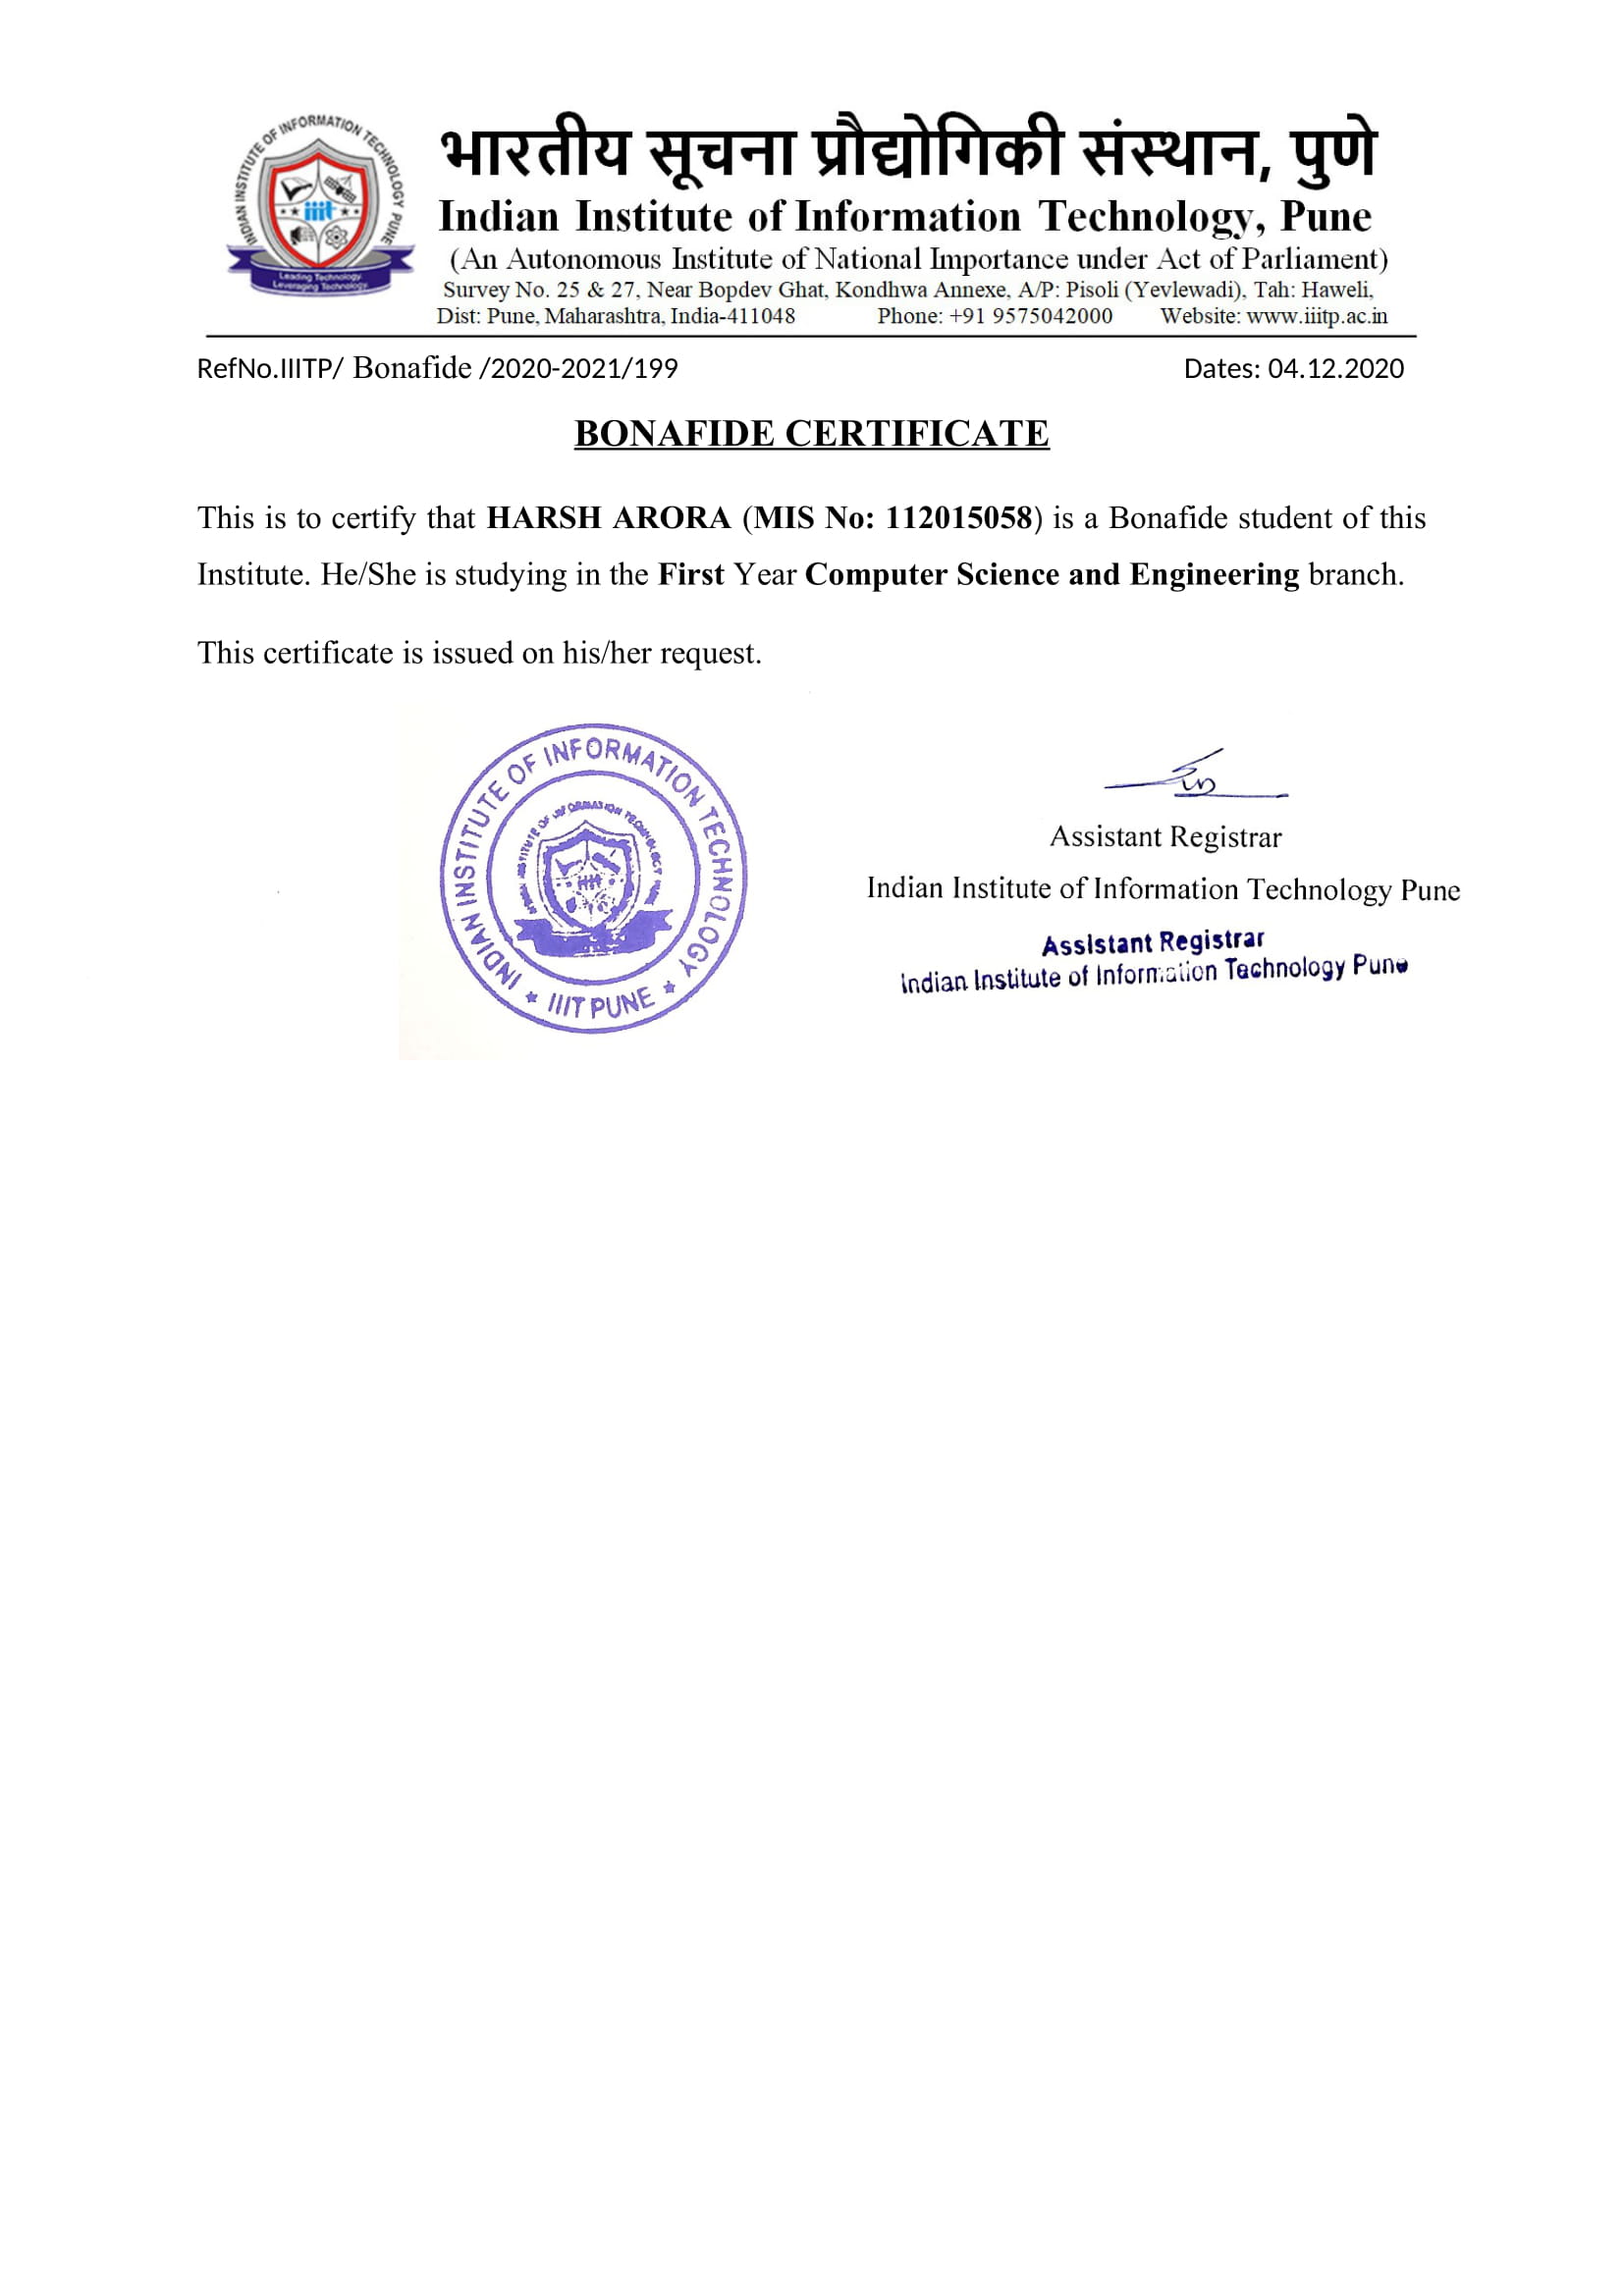 INDIAN INSTITUTE OF INFORMATION TECHNOLOGY PUNE
iiit
Leading Technology
Leveraging Technology
भारतीय सूचना प्रौद्योगिकी संस्थान, पुणे
Indian Institute of Information Technology, Pune
(An Autonomous Institute of National Importance under Act of Parliament)
Survey No. 25 & 27, Near Bopdev Ghat, Kondhwa Annexe, A/P: Pisoli (Yevlewadi), Tah: Haweli,
Dist: Pune, Maharashtra, India-411048 Phone: +91 9575042000 Website: www.iiitp.ac.in
RefNo.IIITP/ Bonafide /2020-2021/199 Dates: 04.12.2020
BONAFIDE CERTIFICATE
This is to certify that HARSH ARORA (MIS No: 112015058) is a Bonafide student of this
Institute. He/She is studying in the First Year Computer Science and Engineering branch.
This certificate is issued on his/her request.
INDIAN INSTITUTE OF INFORMATION TECHNOLOGY
IIIT PUNE
Assistant Registrar
Indian Institute of Information Technology Pune
Assistant Registrar
Indian Institute of Information Technology Pune